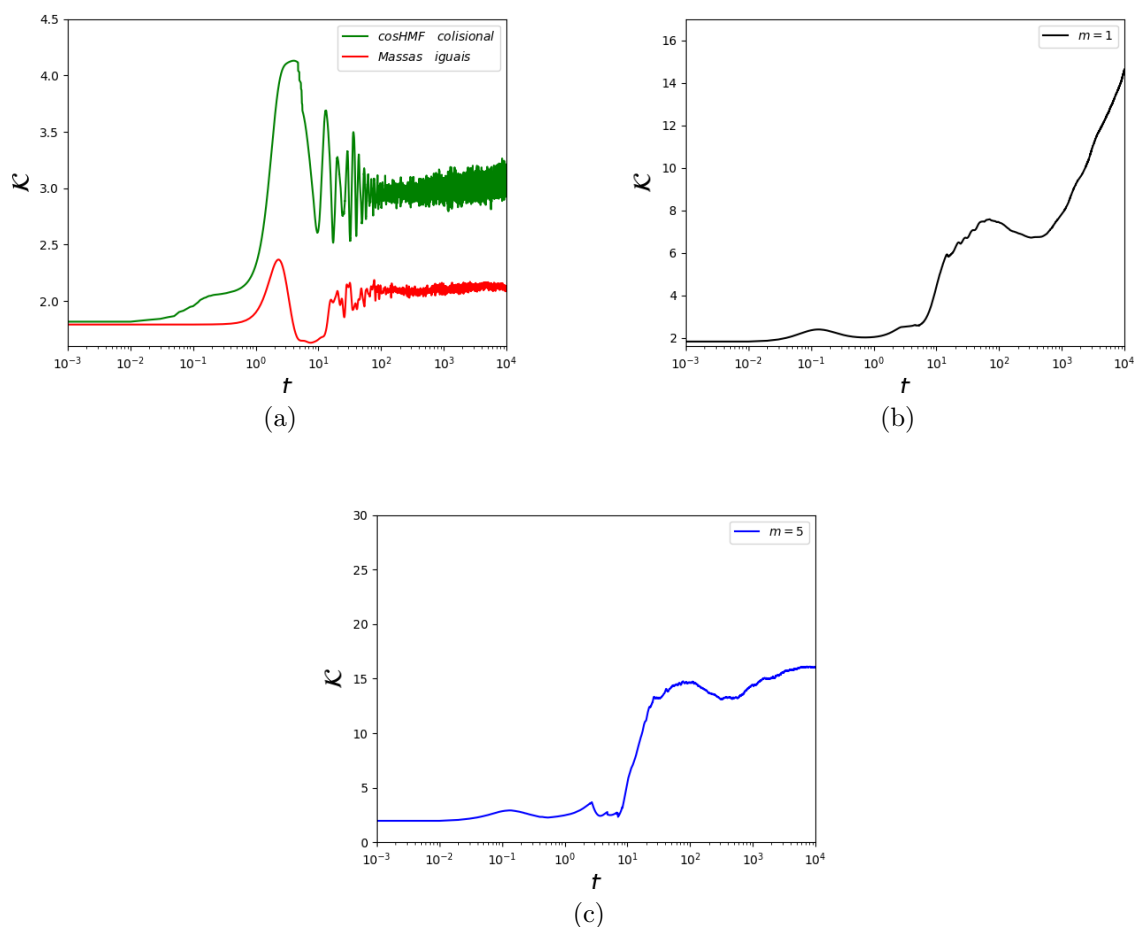 4.5
4.0
3.5
3.0
2.5
2.0
𝒦
cosHMF colisional
Massas iguais
10⁻³ 10⁻² 10⁻¹ 10⁰ 10¹ 10² 10³ 10⁴
t
(a)
16
14
12
10
8
6
4
2
𝒦
m = 1
10⁻³ 10⁻² 10⁻¹ 10⁰ 10¹ 10² 10³ 10⁴
t
(b)
30
25
20
15
10
5
0
𝒦
m = 5
10⁻³ 10⁻² 10⁻¹ 10⁰ 10¹ 10² 10³ 10⁴
t
(c)